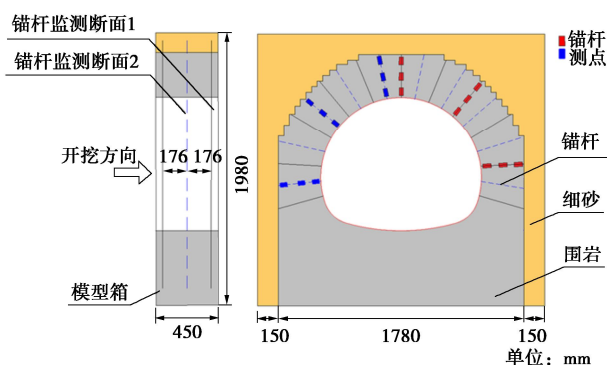 锚杆监测断面1
锚杆监测断面2
开挖方向
176 176
1980
模型箱
450
锚杆
测点
锚杆
细砂
围岩
150 1780 150
单位：mm